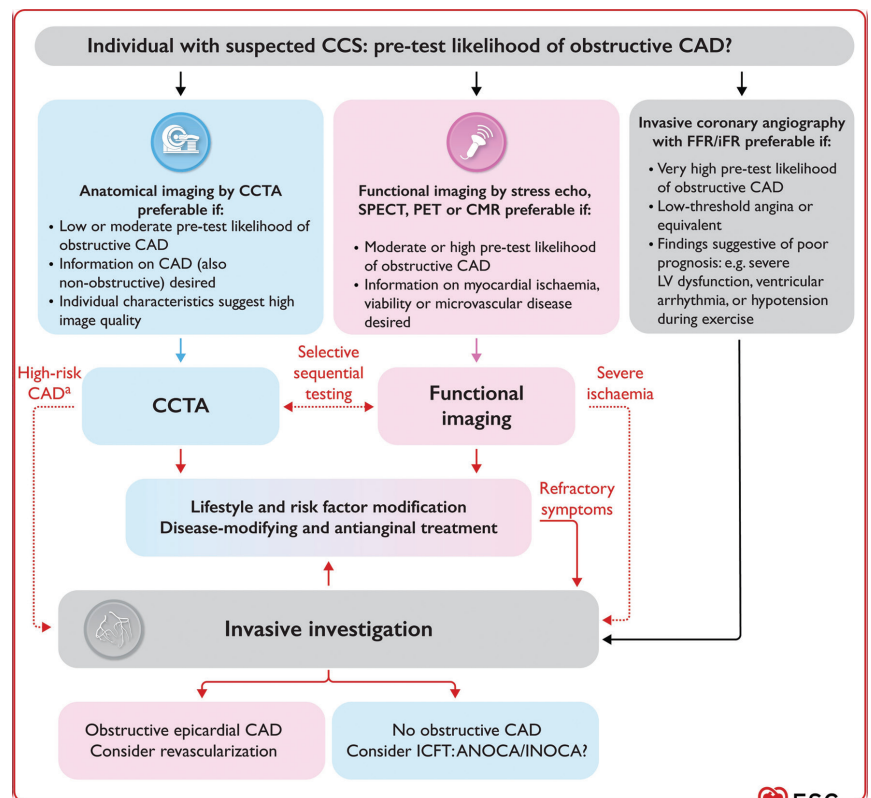 Individual with suspected CCS: pre-test likelihood of obstructive CAD?
Anatomical imaging by CCTA
preferable if:
• Low or moderate pre-test likelihood of
obstructive CAD
• Information on CAD (also
non-obstructive) desired
• Individual characteristics suggest high
image quality
Functional imaging by stress echo,
SPECT, PET or CMR preferable if:
• Moderate or high pre-test likelihood
of obstructive CAD
• Information on myocardial ischaemia,
viability or microvascular disease
desired
Invasive coronary angiography
with FFR/iFR preferable if:
• Very high pre-test likelihood
of obstructive CAD
• Low-threshold angina or
equivalent
• Findings suggestive of poor
prognosis: e.g. severe
LV dysfunction, ventricular
arrhythmia, or hypotension
during exercise
High-risk
CADᵃ
CCTA
Selective
sequential
testing
Functional
imaging
Severe
ischaemia
Lifestyle and risk factor modification
Disease-modifying and antianginal treatment
Refractory
symptoms
Invasive investigation
Obstructive epicardial CAD
Consider revascularization
No obstructive CAD
Consider ICFT: ANOCA/INOCA?
ESC